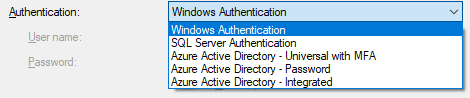 Authentication: Windows Authentication
Windows Authentication
User name: SQL Server Authentication
Azure Active Directory - Universal with MFA
Password: Azure Active Directory - Password
Azure Active Directory - Integrated